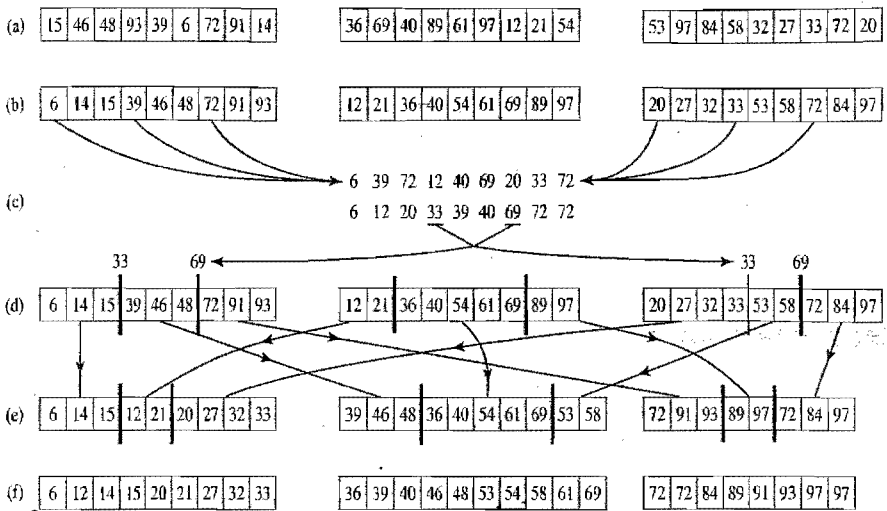 (a) 15 46 48 93 39 6 72 91 14 36 69 40 89 61 97 12 21 54 53 97 84 58 32 27 33 72 20
(b) 6 14 15 39 46 48 72 91 93 12 21 36 40 54 61 69 89 97 20 27 32 33 53 58 72 84 97
6 39 72 12 40 69 20 33 72
(c)
6 12 20 33 39 40 69 72 72
33 69 33 69
(d) 6 14 15 39 46 48 72 91 93 12 21 36 40 54 61 69 89 97 20 27 32 33 53 58 72 84 97
(e) 6 14 15 12 21 20 27 32 33 39 46 48 36 40 54 61 69 53 58 72 91 93 89 97 72 84 97
(f) 6 12 14 15 20 21 27 32 33 36 39 40 46 48 53 54 58 61 69 72 72 84 89 91 93 97 97